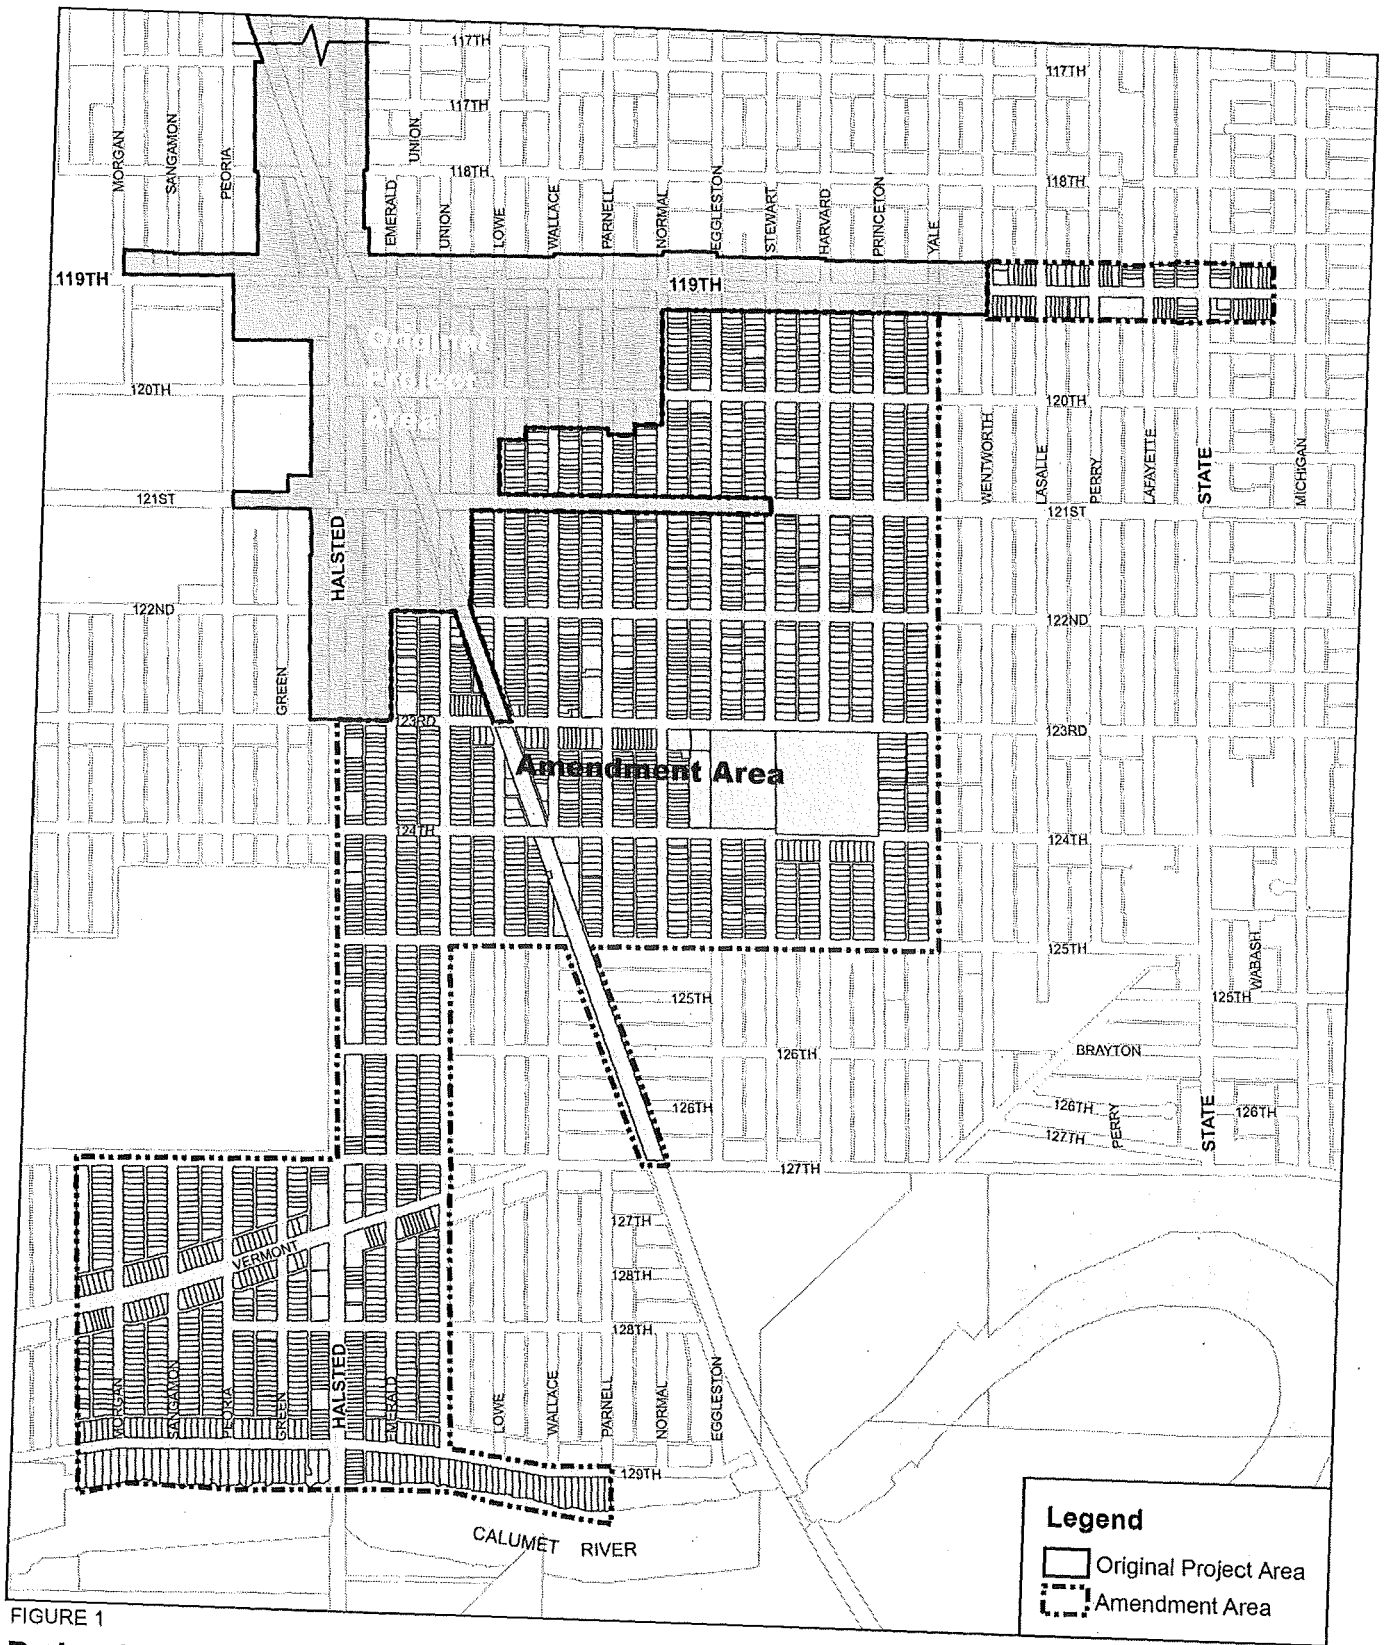 117TH
117TH
117TH
MORGAN
SANGAMON
PEORIA
UNION
118TH
118TH
EMERALD
UNION
LOWE
WALLACE
PARNELL
NORMAL
EGGLESTON
STEWART
HARVARD
PRINCETON
YALE
119TH
119TH
Original
Project
Area
120TH
120TH
WENTWORTH
LASALLE
PERRY
LAFAYETTE
STATE
MICHIGAN
121ST
121ST
HALSTED
122ND
122ND
GREEN
123RD
123RD
Amendment Area
124TH
124TH
125TH
WABASH
125TH
125TH
126TH
BRAYTON
126TH
126TH
PERRY
STATE
126TH
127TH
127TH
127TH
VERMONT
128TH
128TH
MORGAN
SANGAMON
PEORIA
GREEN
HALSTED
EMERALD
LOWE
WALLACE
PARNELL
NORMAL
EGGLESTON
129TH
CALUMET RIVER
Legend
Original Project Area
Amendment Area
FIGURE 1